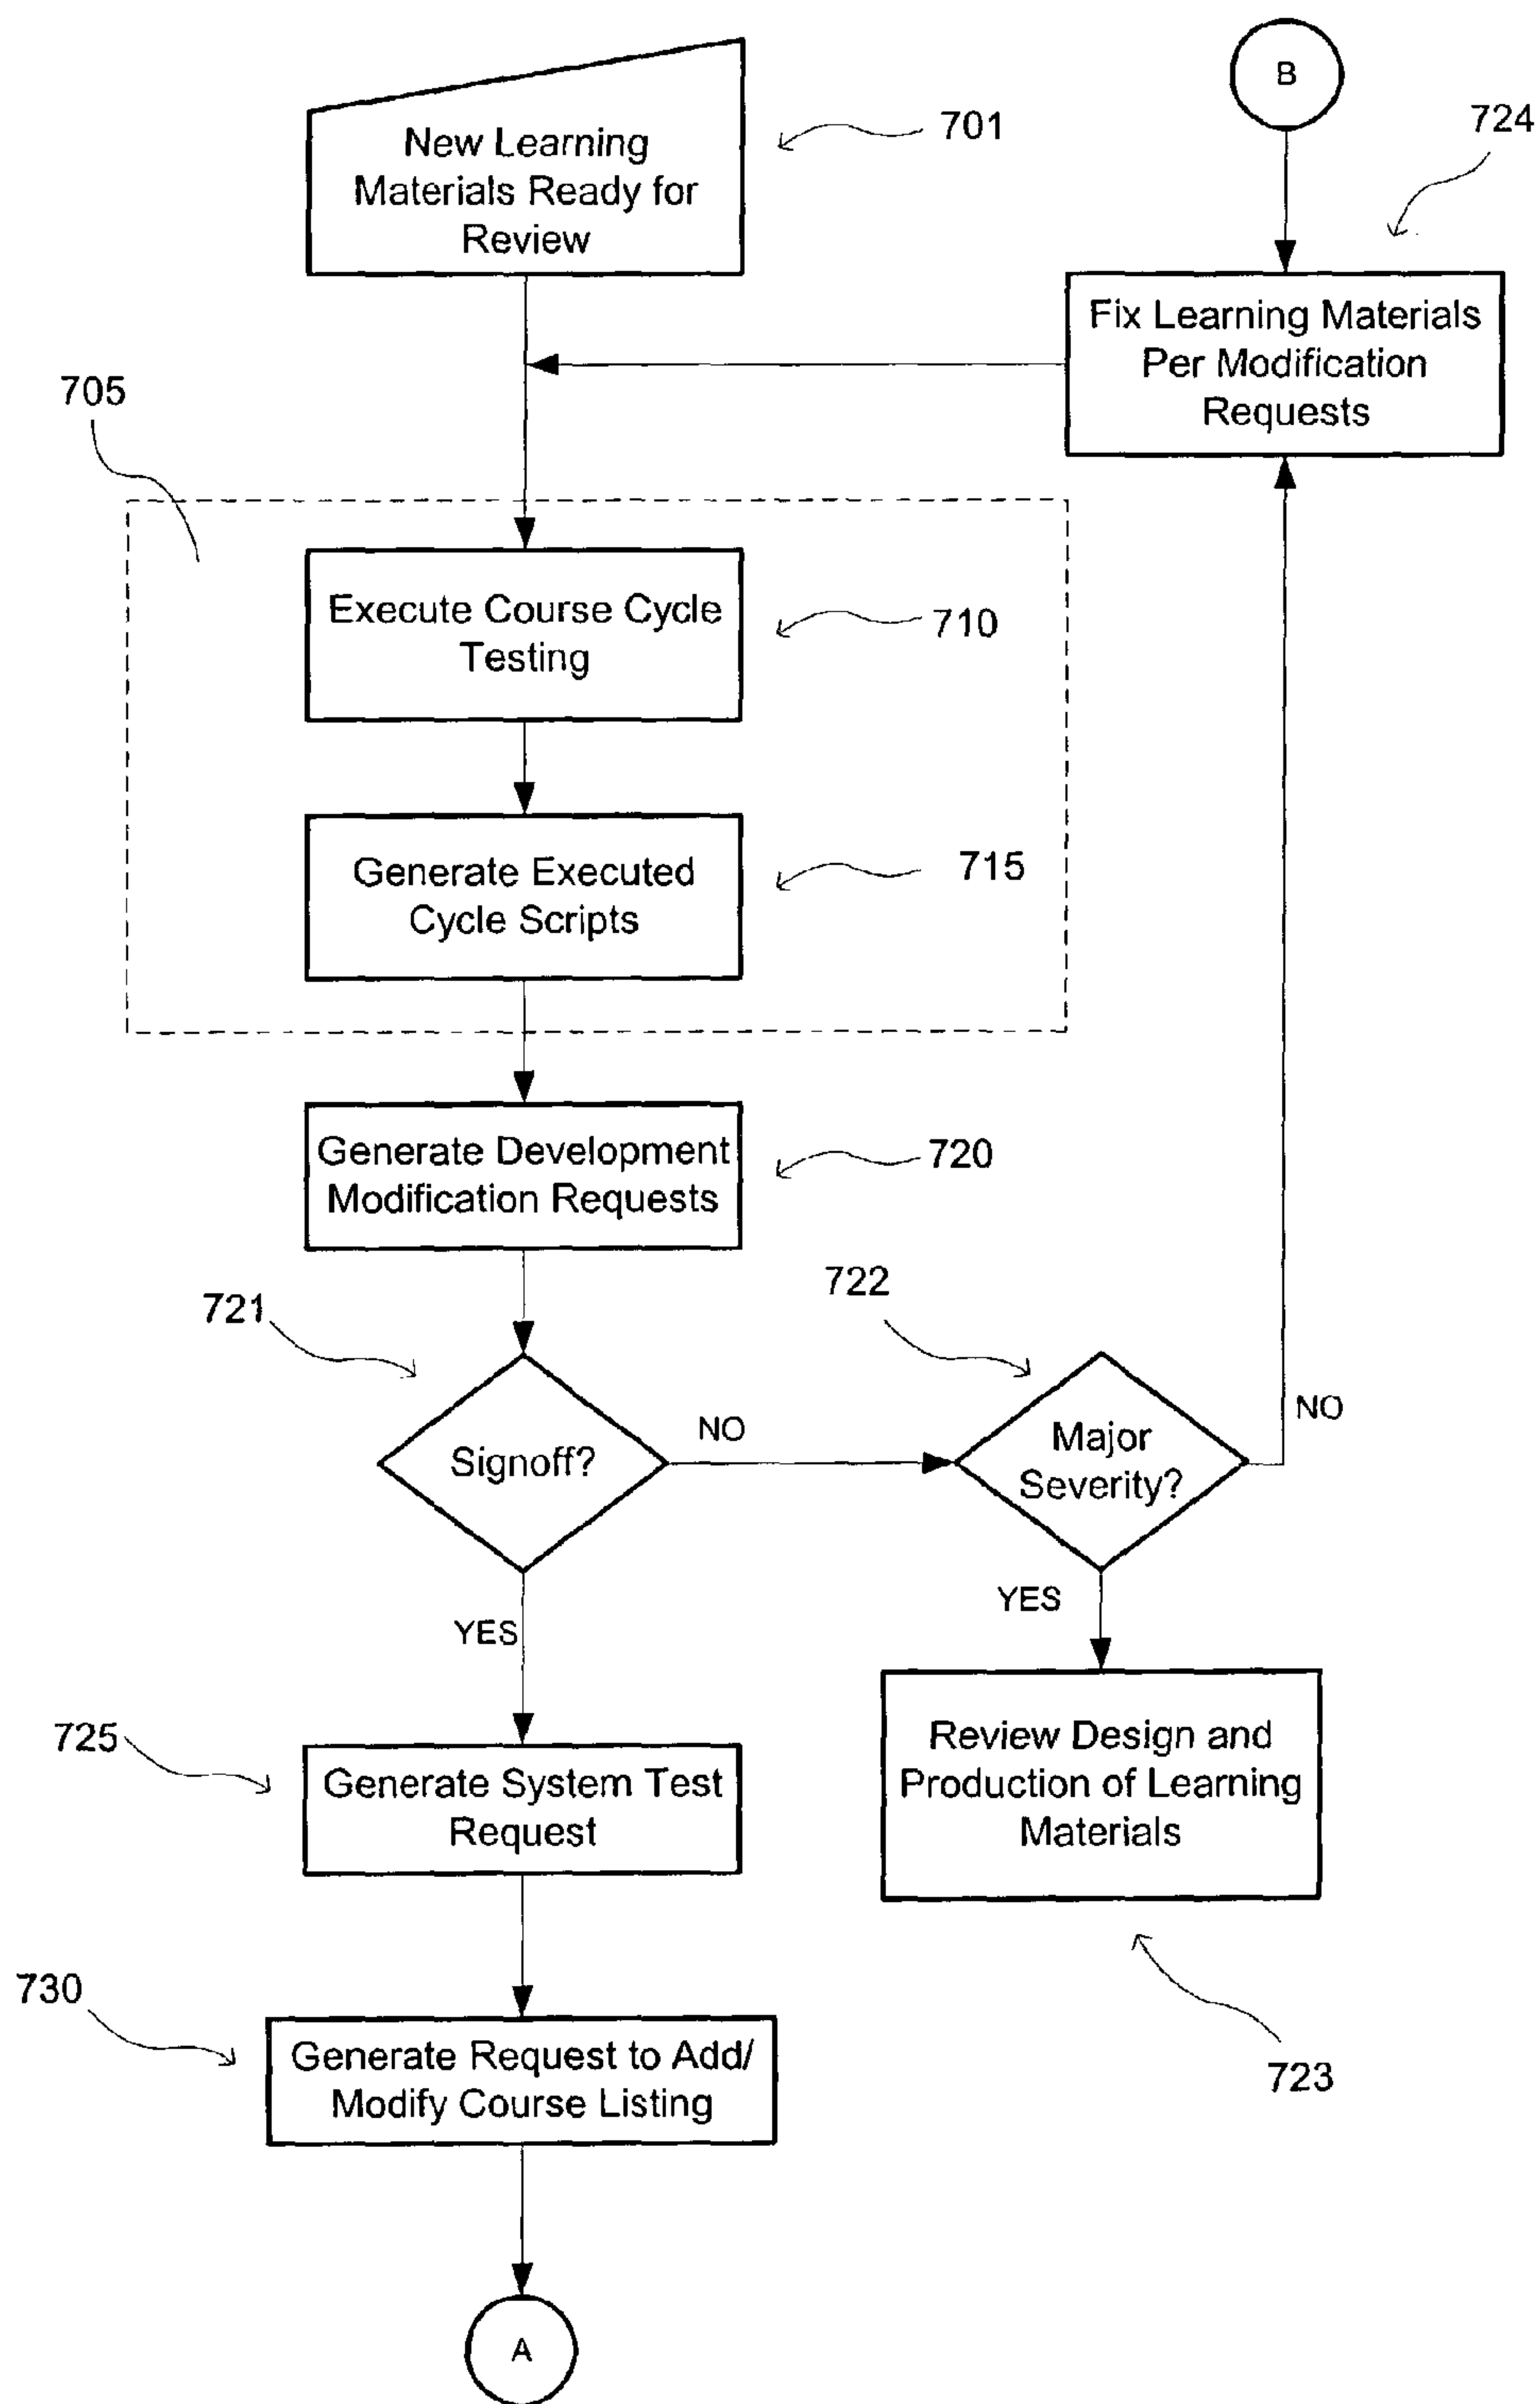 B
724
New Learning
Materials Ready for
Review
701
Fix Learning Materials
Per Modification
Requests
705
Execute Course Cycle
Testing
710
Generate Executed
Cycle Scripts
715
Generate Development
Modification Requests
720
721
722
Signoff?
NO
Major
Severity?
NO
YES
YES
725
Generate System Test
Request
Review Design and
Production of Learning
Materials
730
Generate Request to Add/
Modify Course Listing
723
A